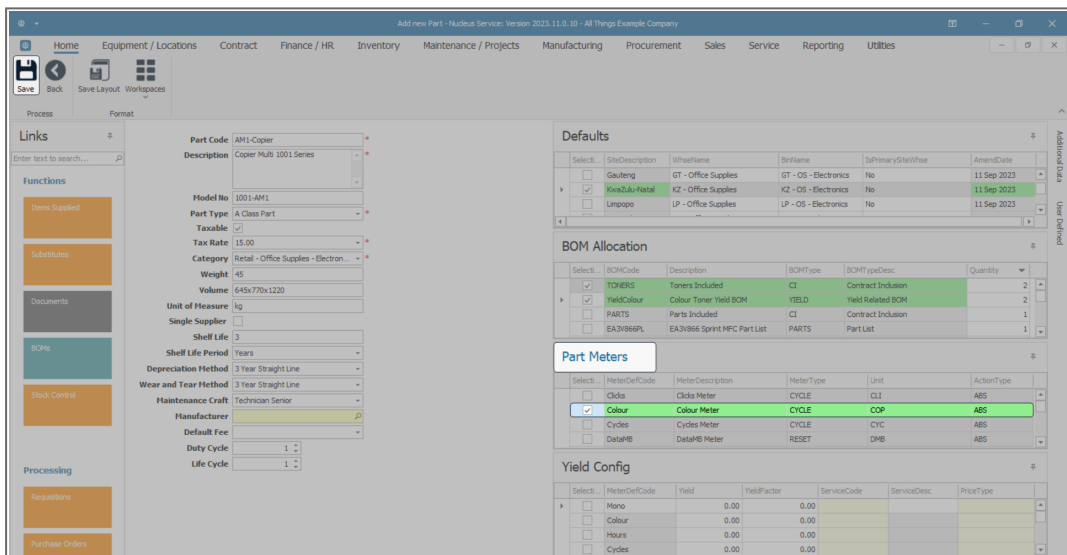 Add new Part - Nucleus Service: Version 2023.11.0.10 - All Things Example Company
Home Equipment / Locations Contract Finance / HR Inventory Maintenance / Projects Manufacturing Procurement Sales Service Reporting Utilities
Save Back Save Layout Workspaces
Process Format
Links
Enter text to search...
Functions
Items Supplied
Substitutes
Documents
BOMs
Stock Control
Processing
Requisitions
Purchase Orders
Part Code AM1-Copier *
Description Copier Multi 1001 Series *
Model No 1001-AM1
Part Type A Class Part *
Taxable
Tax Rate 15.00 *
Category Retail - Office Supplies - Electron... *
Weight 45
Volume 645x770x1220
Unit of Measure kg
Single Supplier
Shelf Life 3
Shelf Life Period Years
Depreciation Method 3 Year Straight Line
Wear and Tear Method 3 Year Straight Line
Maintenance Craft Technician Senior
Manufacturer
Default Fee
Duty Cycle 1
Life Cycle 1
Defaults
Selecti... SiteDescription WhseName BinName IsPrimarySiteWhse AmendDate
Gauteng GT - Office Supplies GT - OS - Electronics No 11 Sep 2023
KwaZulu-Natal KZ - Office Supplies KZ - OS - Electronics No 11 Sep 2023
Limpopo LP - Office Supplies LP - OS - Electronics No 11 Sep 2023
BOM Allocation
Selecti... BOMCode Description BOMType BOMTypeDesc Quantity
TONERS Toners Included CI Contract Inclusion 2
YieldColour Colour Toner Yield BOM YIELD Yield Related BOM 2
PARTS Parts Included CI Contract Inclusion 1
EA3V866PL EA3V866 Sprint MFC Part List PARTS Part List 1
Part Meters
Selecti... MeterDefCode MeterDescription MeterType Unit ActionType
Clicks Clicks Meter CYCLE CLI ABS
Colour Colour Meter CYCLE COP ABS
Cycles Cycles Meter CYCLE CYC ABS
DataMB DataMB Meter RESET DMB ABS
Yield Config
Selecti... MeterDefCode Yield YieldFactor ServiceCode ServiceDesc PriceType
Mono 0.00 0.00
Colour 0.00 0.00
Hours 0.00 0.00
Cycles 0.00 0.00
Additional Data
User Defined